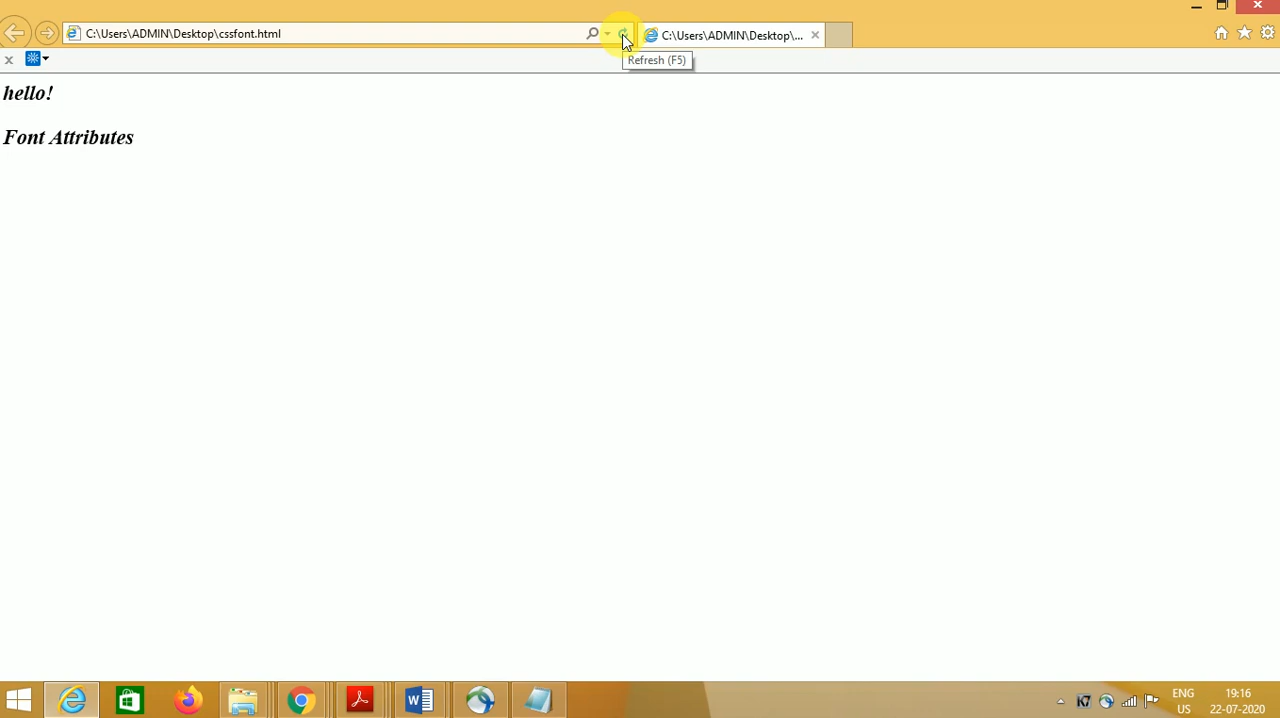 C:\Users\ADMIN\Desktop\cssfont.html
C:\Users\ADMIN\Desktop\...
Refresh (F5)
hello!
Font Attributes
ENG
US
19:16
22-07-2020